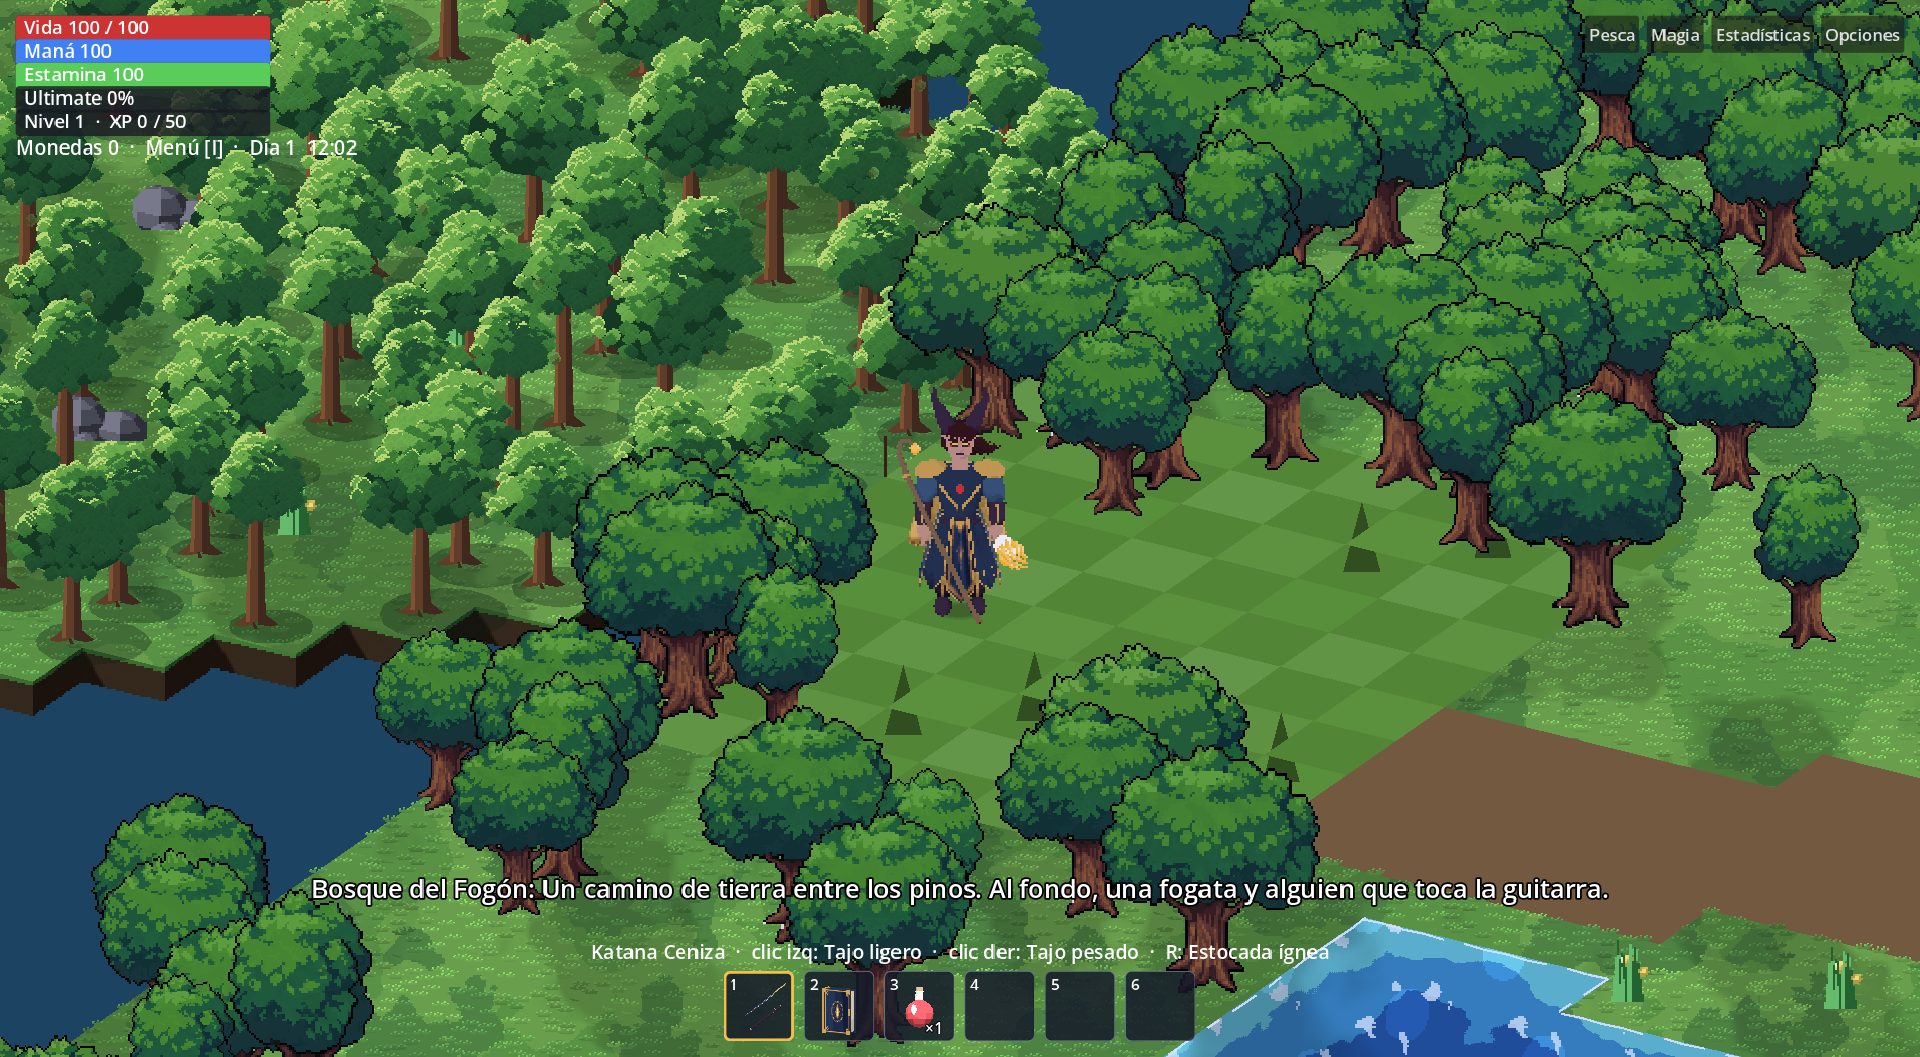 Vida 100 / 100
Maná 100
Estamina 100
Ultimate 0%
Nivel 1 · XP 0 / 50
Monedas 0 · Menú [I] · Día 1 12:02
Pesca Magia Estadísticas Opciones
Bosque del Fogón: Un camino de tierra entre los pinos. Al fondo, una fogata y alguien que toca la guitarra.
Katana Ceniza · clic izq: Tajo ligero · clic der: Tajo pesado · R: Estocada ígnea
1 2 3 4 5 6
×1